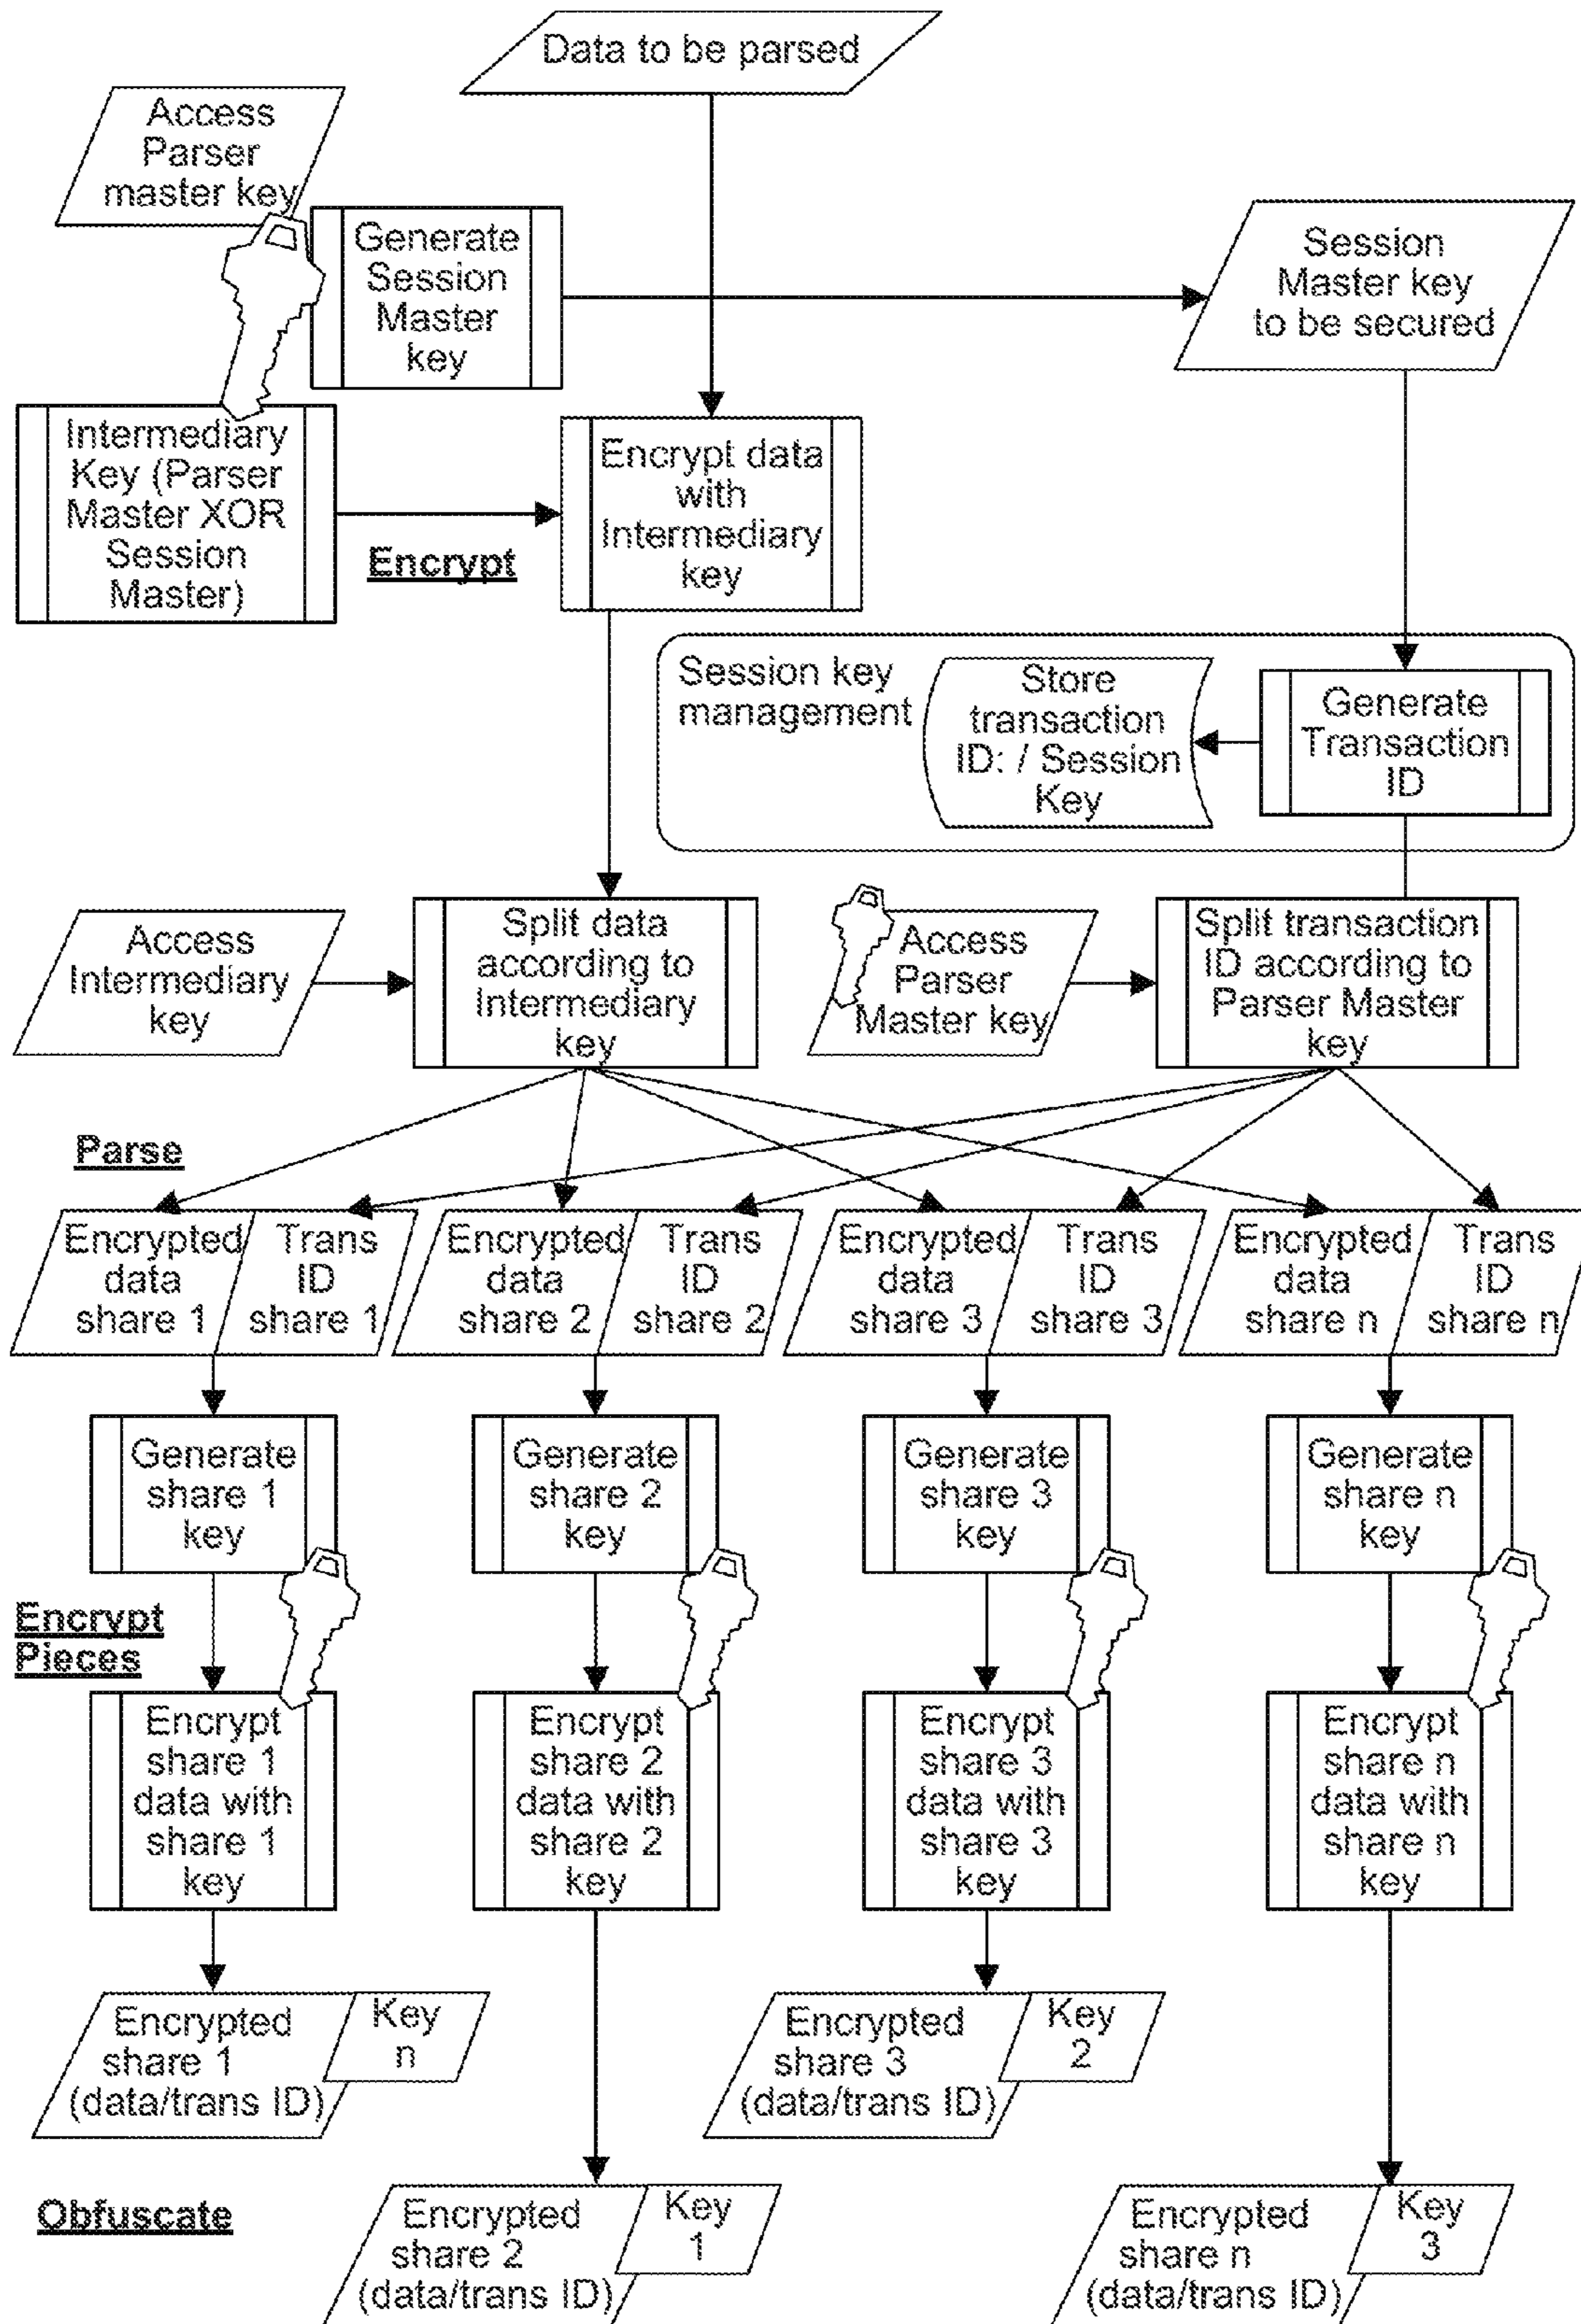 Data to be parsed
Access
Parser
master key
Generate
Session
Master
key
Session
Master key
to be secured
Intermediary
Key (Parser
Master XOR
Session
Master)
Encrypt
Encrypt data
with
Intermediary
key
Session key
management
Store
transaction
ID: / Session
Key
Generate
Transaction
ID
Access
Intermediary
key
Split data
according to
Intermediary
key
Access
Parser
Master key
Split transaction
ID according to
Parser Master
key
Parse
Encrypted
data
share 1
Trans
ID
share 1
Encrypted
data
share 2
Trans
ID
share 2
Encrypted
data
share 3
Trans
ID
share 3
Encrypted
data
share n
Trans
ID
share n
Generate
share 1
key
Generate
share 2
key
Generate
share 3
key
Generate
share n
key
Encrypt
Pieces
Encrypt
share 1
data with
share 1
key
Encrypt
share 2
data with
share 2
key
Encrypt
share 3
data with
share 3
key
Encrypt
share n
data with
share n
key
Encrypted
share 1
(data/trans ID)
Key
n
Encrypted
share 3
(data/trans ID)
Key
2
Obfuscate
Encrypted
share 2
(data/trans ID)
Key
1
Encrypted
share n
(data/trans ID)
Key
3